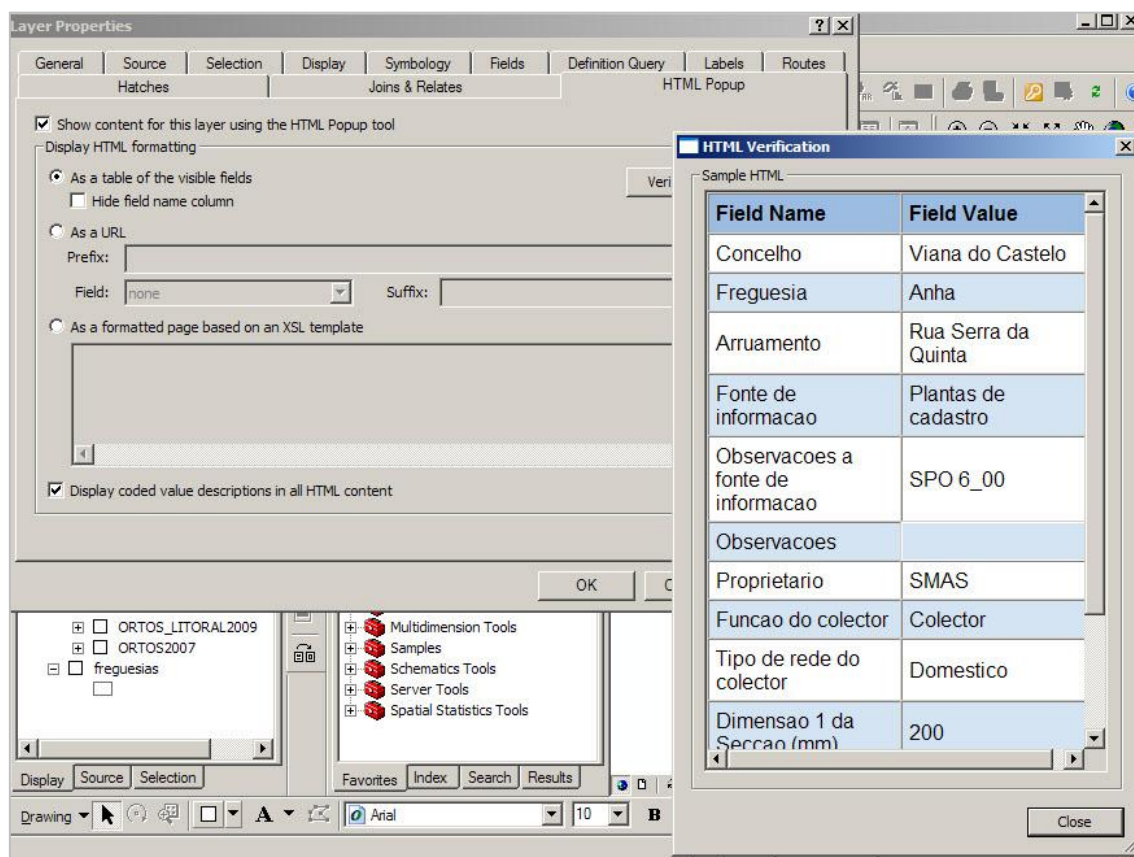 Layer Properties
General Source Selection Display Symbology Fields Definition Query Labels Routes
Hatches Joins & Relates HTML Popup
Show content for this layer using the HTML Popup tool
Display HTML formatting
As a table of the visible fields
Veri
Hide field name column
As a URL
Prefix:
Field: none Suffix:
As a formatted page based on an XSL template
Display coded value descriptions in all HTML content
OK C
HTML Verification
Sample HTML
Field Name Field Value
Concelho Viana do Castelo
Freguesia Anha
Arruamento Rua Serra da
Quinta
Fonte de Plantas de
informacao cadastro
Observacoes a
fonte de SPO 6_00
informacao
Observacoes
Proprietario SMAS
Funcao do colector Colector
Tipo de rede do Domestico
colector
Dimensao 1 da 200
Seccao (mm)
Close
ORTOS_LITORAL2009
ORTOS2007
freguesias
Multidimension Tools
Samples
Schematics Tools
Server Tools
Spatial Statistics Tools
Display Source Selection
Favorites Index Search Results
Drawing A Arial 10 B